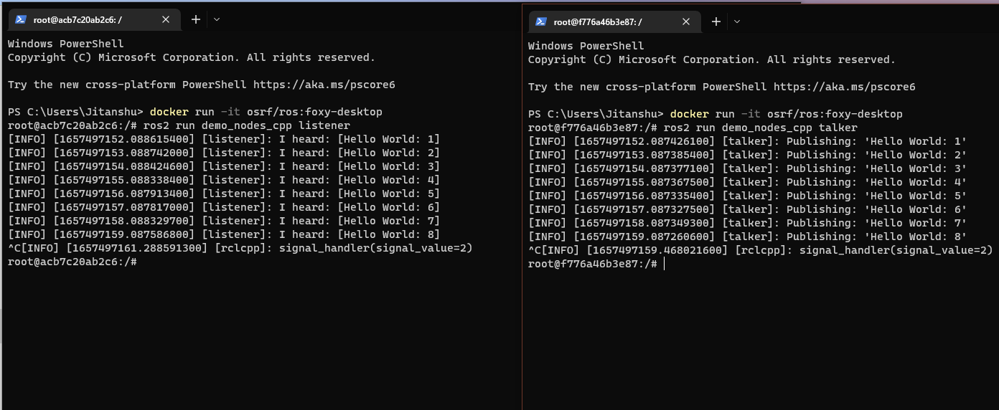 root@acb7c20ab2c6: /
Windows PowerShell
Copyright (C) Microsoft Corporation. All rights reserved.
Try the new cross-platform PowerShell https://aka.ms/pscore6
PS C:\Users\Jitanshu> docker run -it osrf/ros:foxy-desktop
root@acb7c20ab2c6:/# ros2 run demo_nodes_cpp listener
[INFO] [1657497152.088615400] [listener]: I heard: [Hello World: 1]
[INFO] [1657497153.088742000] [listener]: I heard: [Hello World: 2]
[INFO] [1657497154.088424600] [listener]: I heard: [Hello World: 3]
[INFO] [1657497155.088338400] [listener]: I heard: [Hello World: 4]
[INFO] [1657497156.087913400] [listener]: I heard: [Hello World: 5]
[INFO] [1657497157.087817000] [listener]: I heard: [Hello World: 6]
[INFO] [1657497158.088329700] [listener]: I heard: [Hello World: 7]
[INFO] [1657497159.087586800] [listener]: I heard: [Hello World: 8]
^C[INFO] [1657497161.288591300] [rclcpp]: signal_handler(signal_value=2)
root@acb7c20ab2c6:/#
root@f776a46b3e87: /
Windows PowerShell
Copyright (C) Microsoft Corporation. All rights reserved.
Try the new cross-platform PowerShell https://aka.ms/pscore6
PS C:\Users\Jitanshu> docker run -it osrf/ros:foxy-desktop
root@f776a46b3e87:/# ros2 run demo_nodes_cpp talker
[INFO] [1657497152.087426100] [talker]: Publishing: 'Hello World: 1'
[INFO] [1657497153.087385400] [talker]: Publishing: 'Hello World: 2'
[INFO] [1657497154.087377100] [talker]: Publishing: 'Hello World: 3'
[INFO] [1657497155.087367500] [talker]: Publishing: 'Hello World: 4'
[INFO] [1657497156.087335400] [talker]: Publishing: 'Hello World: 5'
[INFO] [1657497157.087327500] [talker]: Publishing: 'Hello World: 6'
[INFO] [1657497158.087349300] [talker]: Publishing: 'Hello World: 7'
[INFO] [1657497159.087260600] [talker]: Publishing: 'Hello World: 8'
^C[INFO] [1657497159.468021600] [rclcpp]: signal_handler(signal_value=2)
root@f776a46b3e87:/#